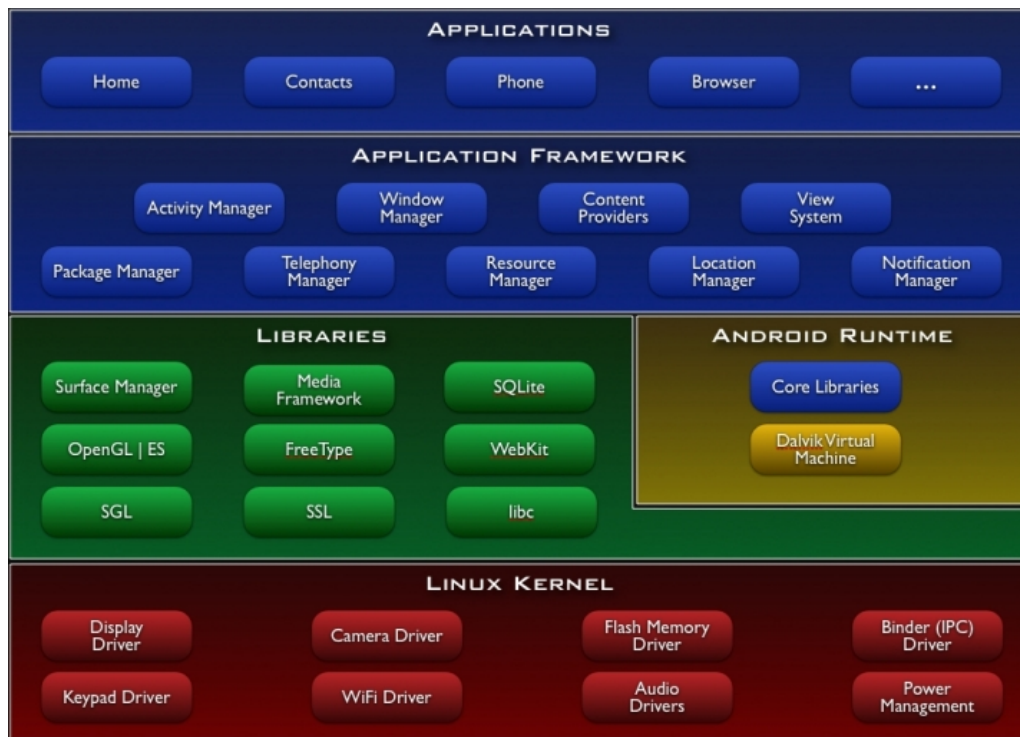 APPLICATIONS
Home
Contacts
Phone
Browser
...
APPLICATION FRAMEWORK
Activity Manager
Window
Manager
Content
Providers
View
System
Package Manager
Telephony
Manager
Resource
Manager
Location
Manager
Notification
Manager
LIBRARIES
Surface Manager
Media
Framework
SQLite
OpenGL | ES
FreeType
WebKit
SGL
SSL
libc
ANDROID RUNTIME
Core Libraries
Dalvik Virtual
Machine
LINUX KERNEL
Display
Driver
Camera Driver
Flash Memory
Driver
Binder (IPC)
Driver
Keypad Driver
WiFi Driver
Audio
Drivers
Power
Management